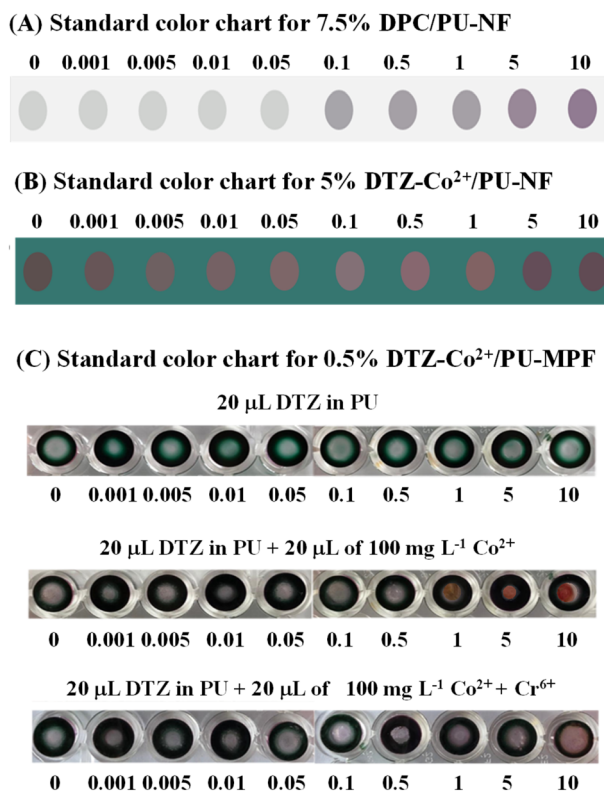 (A) Standard color chart for 7.5% DPC/PU-NF
0 0.001 0.005 0.01 0.05 0.1 0.5 1 5 10
(B) Standard color chart for 5% DTZ-Co²⁺/PU-NF
0 0.001 0.005 0.01 0.05 0.1 0.5 1 5 10
(C) Standard color chart for 0.5% DTZ-Co²⁺/PU-MPF
20 µL DTZ in PU
0 0.001 0.005 0.01 0.05 0.1 0.5 1 5 10
20 µL DTZ in PU + 20 µL of 100 mg L⁻¹ Co²⁺
0 0.001 0.005 0.01 0.05 0.1 0.5 1 5 10
20 µL DTZ in PU + 20 µL of 100 mg L⁻¹ Co²⁺ + Cr⁶⁺
0 0.001 0.005 0.01 0.05 0.1 0.5 1 5 10